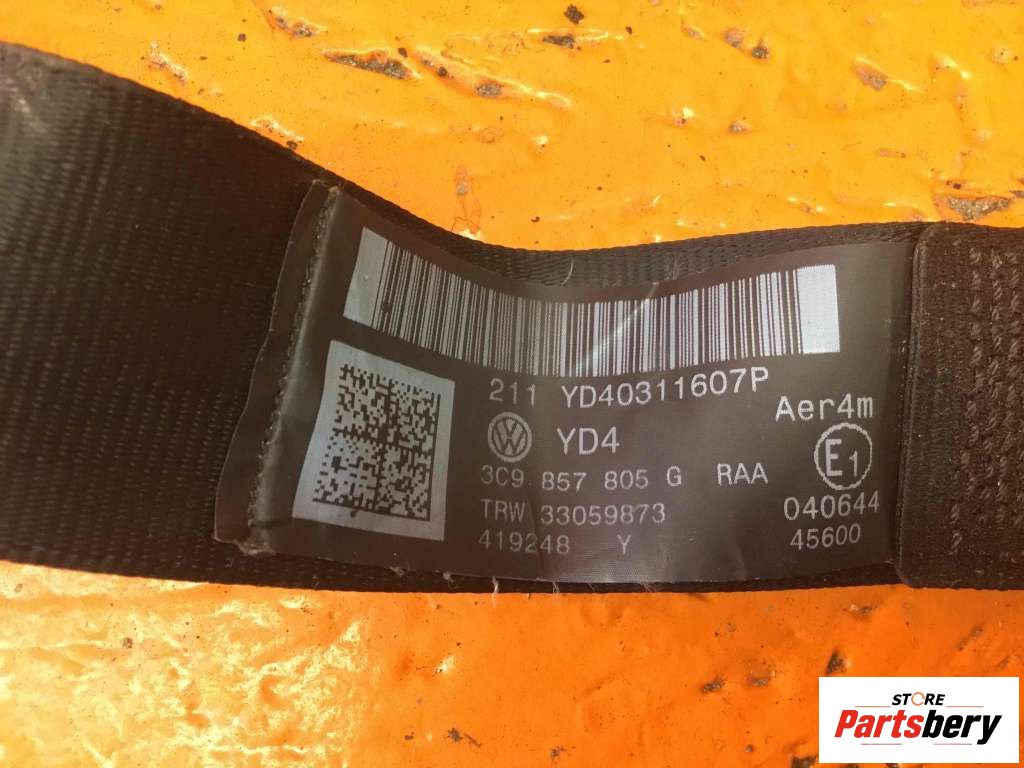 211 YD40311607P
Aer4m
YD4
E1
3C9 857 805 G RAA
TRW 33059873
040644
419248 Y
45600
STORE
Partsbery